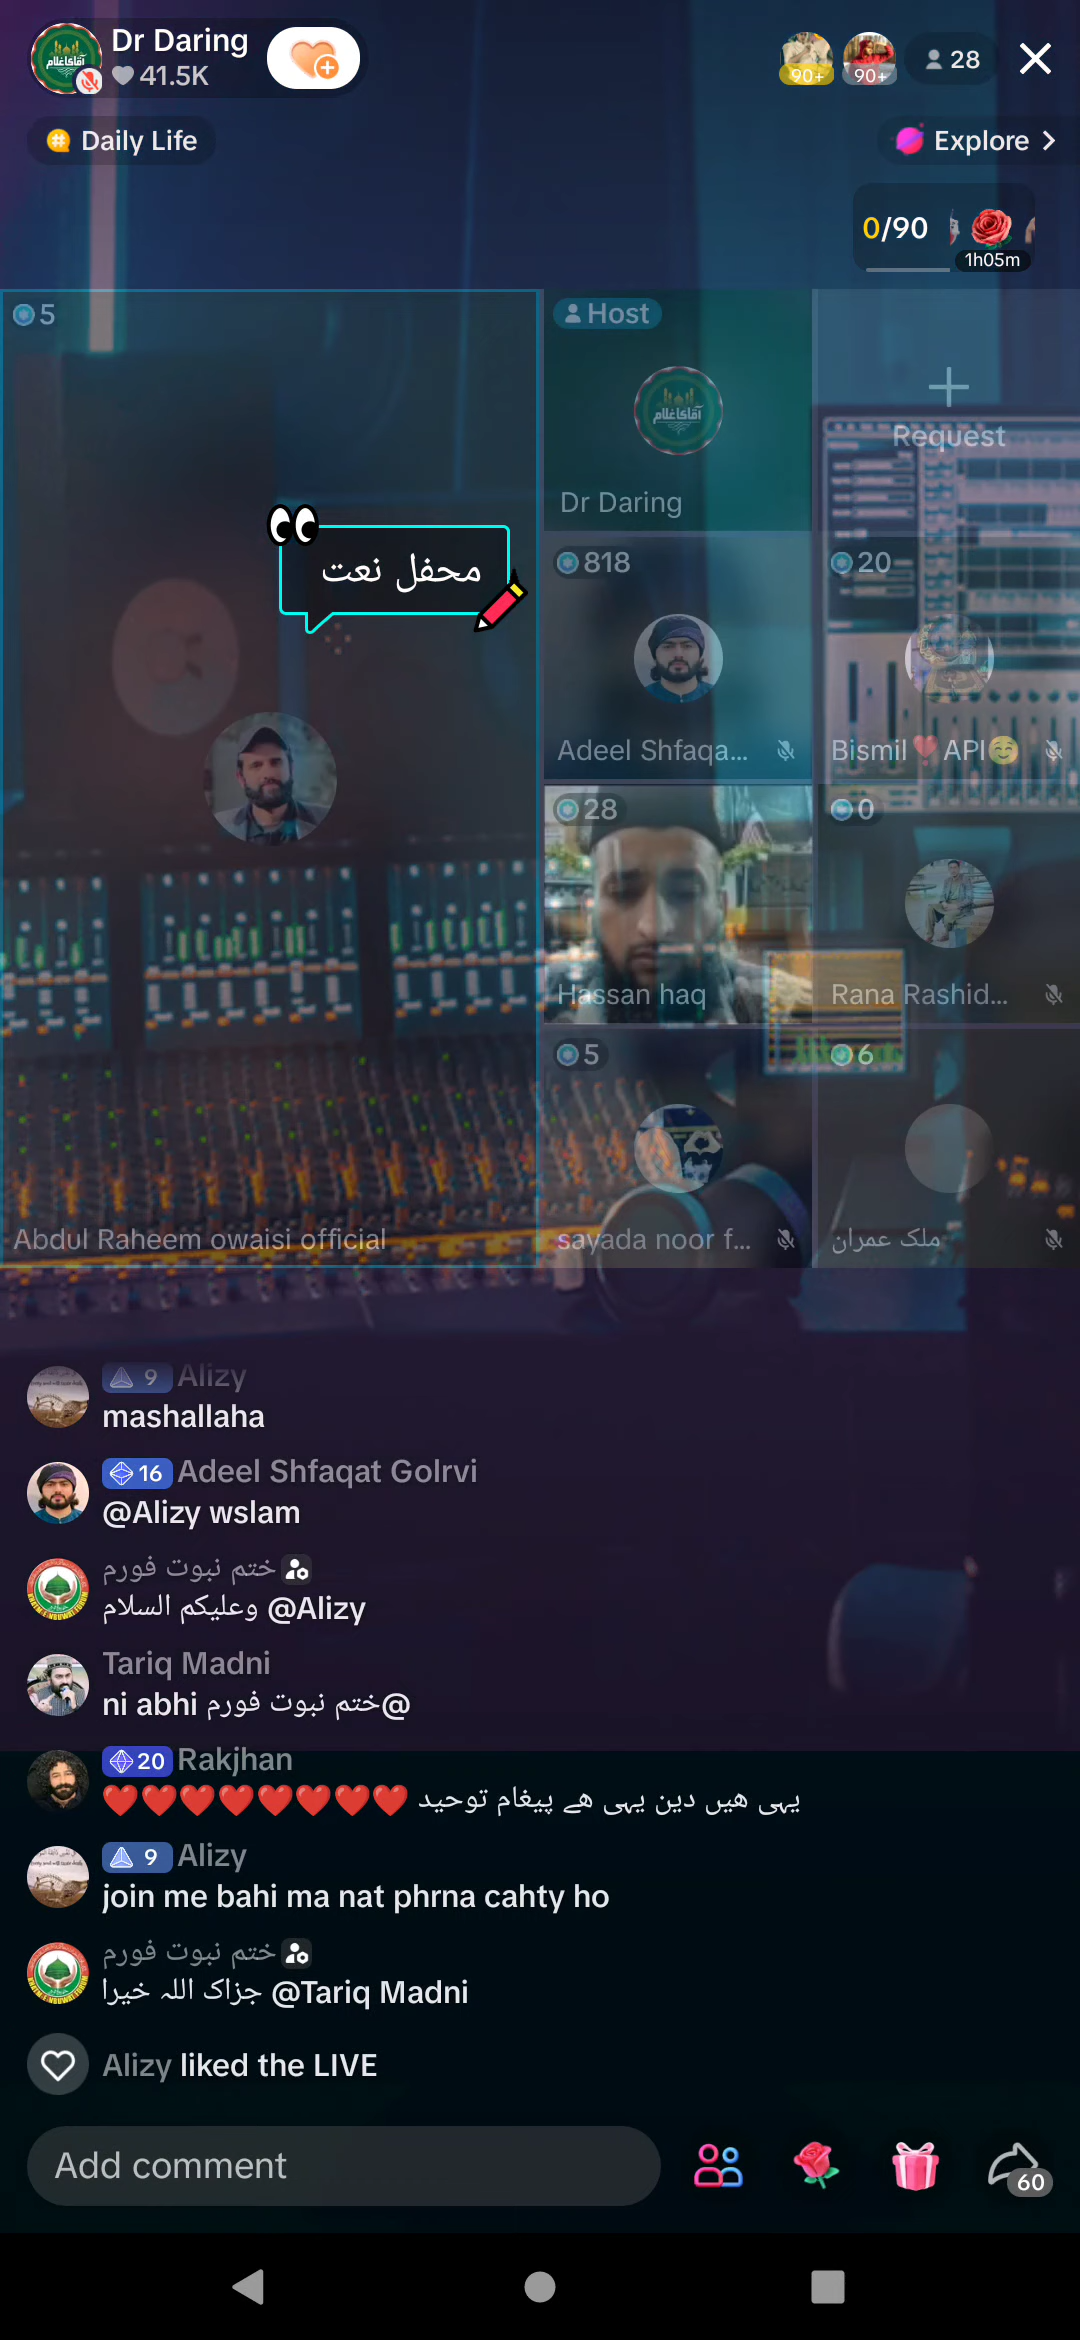 Dr Daring
41.5K
90+
90+
28
Daily Life
Explore
0/90
1h05m
5
Host
Request
Dr Daring
محفل نعت
818
20
Adeel Shfaqa...
Bismil❤️API☺️
28
0
Hassan haq
Rana Rashid...
5
6
Abdul Raheem owaisi official
sayada noor f...
ملک عمران
9 Alizy
mashallaha
16 Adeel Shfaqat Golrvi
@Alizy wslam
ختم نبوت فورم
وعلیکم السلام @Alizy
Tariq Madni
ni abhi ختم نبوت فورم@
20 Rakjhan
❤️❤️❤️❤️❤️❤️❤️❤️ یہی ھیں دین یہی ھے پیغام توحید
9 Alizy
join me bahi ma nat phrna cahty ho
ختم نبوت فورم
جزاک اللہ خیرا @Tariq Madni
Alizy liked the LIVE
Add comment
60